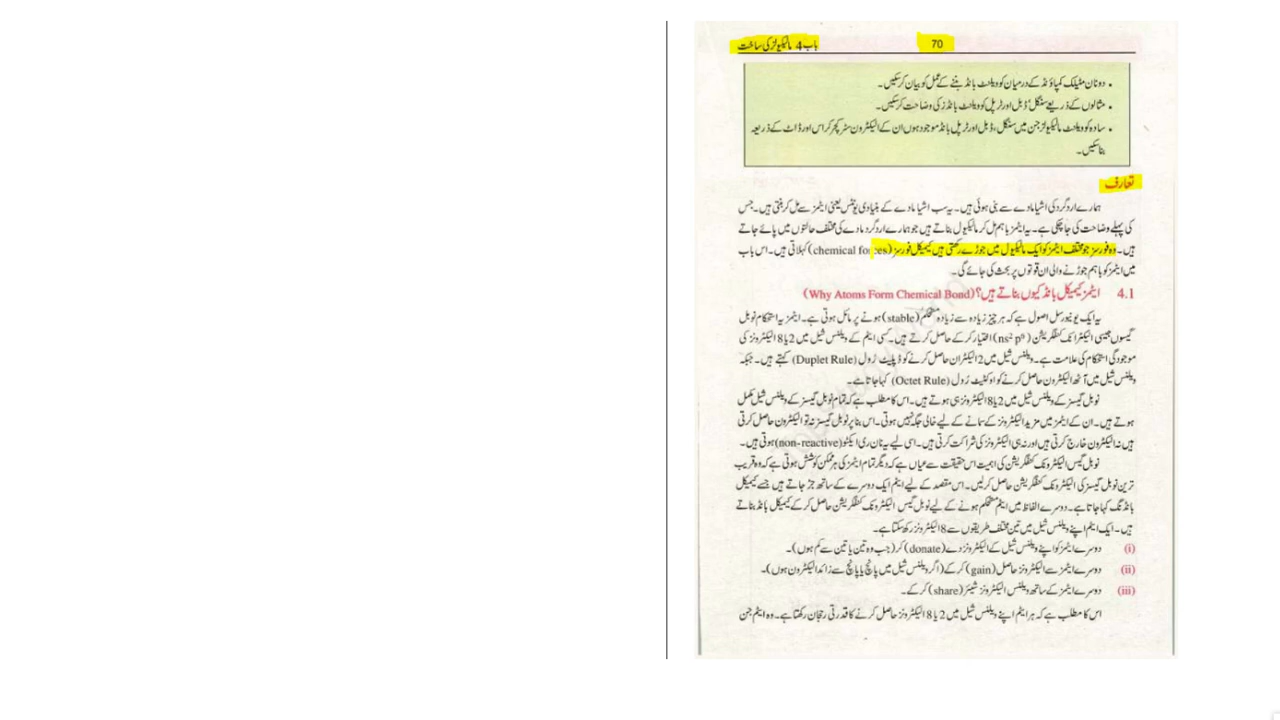 باب 4 مالیکیولز کی ساخت
70
• دو نان مٹیلک کمپاؤنڈ کے درمیان کوویلنٹ بانڈ بننے کے عمل کو بیان کرسکیں۔
• مثالوں کے ذریعے سنگل، ڈبل اور ٹرپل کوویلنٹ بانڈز کی وضاحت کرسکیں۔
• سادہ کوویلنٹ مالیکیولز جن میں سنگل، ڈبل اور ٹرپل بانڈ موجود ہوں ان کے الیکٹرون سٹرکچر کراس اور ڈاٹ کے ذریعہ
بنا سکیں۔
تعارف
ہمارے ارد گرد کی اشیا مادے سے بنی ہوئی ہیں۔ یہ سب اشیا مادے کے بنیادی یونٹس یعنی ایٹمز سے مل کر بنتی ہیں۔ جس
کی پہلے وضاحت کی جا چکی ہے۔ یہ ایٹمز باہم مل کر مالیکیول بناتے ہیں جو ہمارے ارد گرد مادے کی مختلف حالتوں میں پائے جاتے
ہیں۔ وہ فورسز جو مختلف ایٹمز کو ایک مالیکیول میں جوڑے رکھتی ہیں کیمیکل فورسز (chemical forces) کہلاتی ہیں۔ اس باب
میں ایٹمز کو باہم جوڑنے والی ان قوتوں پر بحث کی جائے گی۔
4.1 ایٹمز کیمیکل بانڈ کیوں بناتے ہیں؟ (Why Atoms Form Chemical Bond)
یہ ایک یونیورسل اصول ہے کہ ہر چیز زیادہ سے زیادہ مستحکم (stable) ہونے پر مائل ہوتی ہے۔ ایٹمز یہ استحکام نوبل
گیسوں جیسی الیکٹرانک کنفگریشن (ns² p⁶) اختیار کر کے حاصل کرتے ہیں۔ کسی ایٹم کے ویلنس شیل میں 2 یا 8 الیکٹرونز کی
موجودگی استحکام کی علامت ہے۔ ویلنس شیل میں 2 الیکٹران حاصل کرنے کو ڈپلیٹ رُول (Duplet Rule) کہتے ہیں۔ جبکہ
ویلنس شیل میں آٹھ الیکٹرون حاصل کرنے کو اوکٹیٹ رُول (Octet Rule) کہا جاتا ہے۔
نوبل گیسز کے ویلنس شیل میں 2 یا 8 الیکٹرونز ہی ہوتے ہیں۔ اس کا مطلب ہے کہ تمام نوبل گیسز کے ویلنس شیل مکمل
ہوتے ہیں۔ ان کے ایٹمز میں مزید الیکٹرونز کے سمانے کے لیے خالی جگہ نہیں ہوتی۔ اس بنا پر نوبل گیسز نہ تو الیکٹرون حاصل کرتی
ہیں نہ الیکٹرون خارج کرتی ہیں اور نہ ہی الیکٹرونز کی شراکت کرتی ہیں۔ اسی لیے یہ نان ری ایکٹو (non-reactive) ہوتی ہیں۔
نوبل گیس الیکٹرونک کنفگریشن کی اہمیت اس حقیقت سے عیاں ہے کہ دیگر تمام ایٹمز کی ہر ممکن کوشش ہوتی ہے کہ وہ قریب
ترین نوبل گیسز کی الیکٹرونک کنفگریشن حاصل کرلیں۔ اس مقصد کے لیے ایٹم ایک دوسرے کے ساتھ جڑ جاتے ہیں جسے کیمیکل
بانڈنگ کہا جاتا ہے۔ دوسرے الفاظ میں ایٹم مستحکم ہونے کے لیے نوبل گیس الیکٹرونک کنفگریشن حاصل کر کے کیمیکل بانڈ بناتے
ہیں۔ ایک ایٹم اپنے ویلنس شیل میں تین مختلف طریقوں سے 8 الیکٹرونز رکھ سکتا ہے۔
(i) دوسرے ایٹمز کو اپنے ویلنس شیل کے الیکٹرونز دے (donate) کر (جب وہ تین یا تین سے کم ہوں)۔
(ii) دوسرے ایٹمز سے الیکٹرونز حاصل (gain) کر کے (اگر ویلنس شیل میں پانچ یا پانچ سے زائد الیکٹرون ہوں)۔
(iii) دوسرے ایٹمز کے ساتھ ویلنس الیکٹرونز شیئر (share) کر کے۔
اس کا مطلب ہے کہ ہر ایٹم اپنے ویلنس شیل میں 2 یا 8 الیکٹرونز حاصل کرنے کا قدرتی رجحان رکھتا ہے۔ وہ ایٹم جن